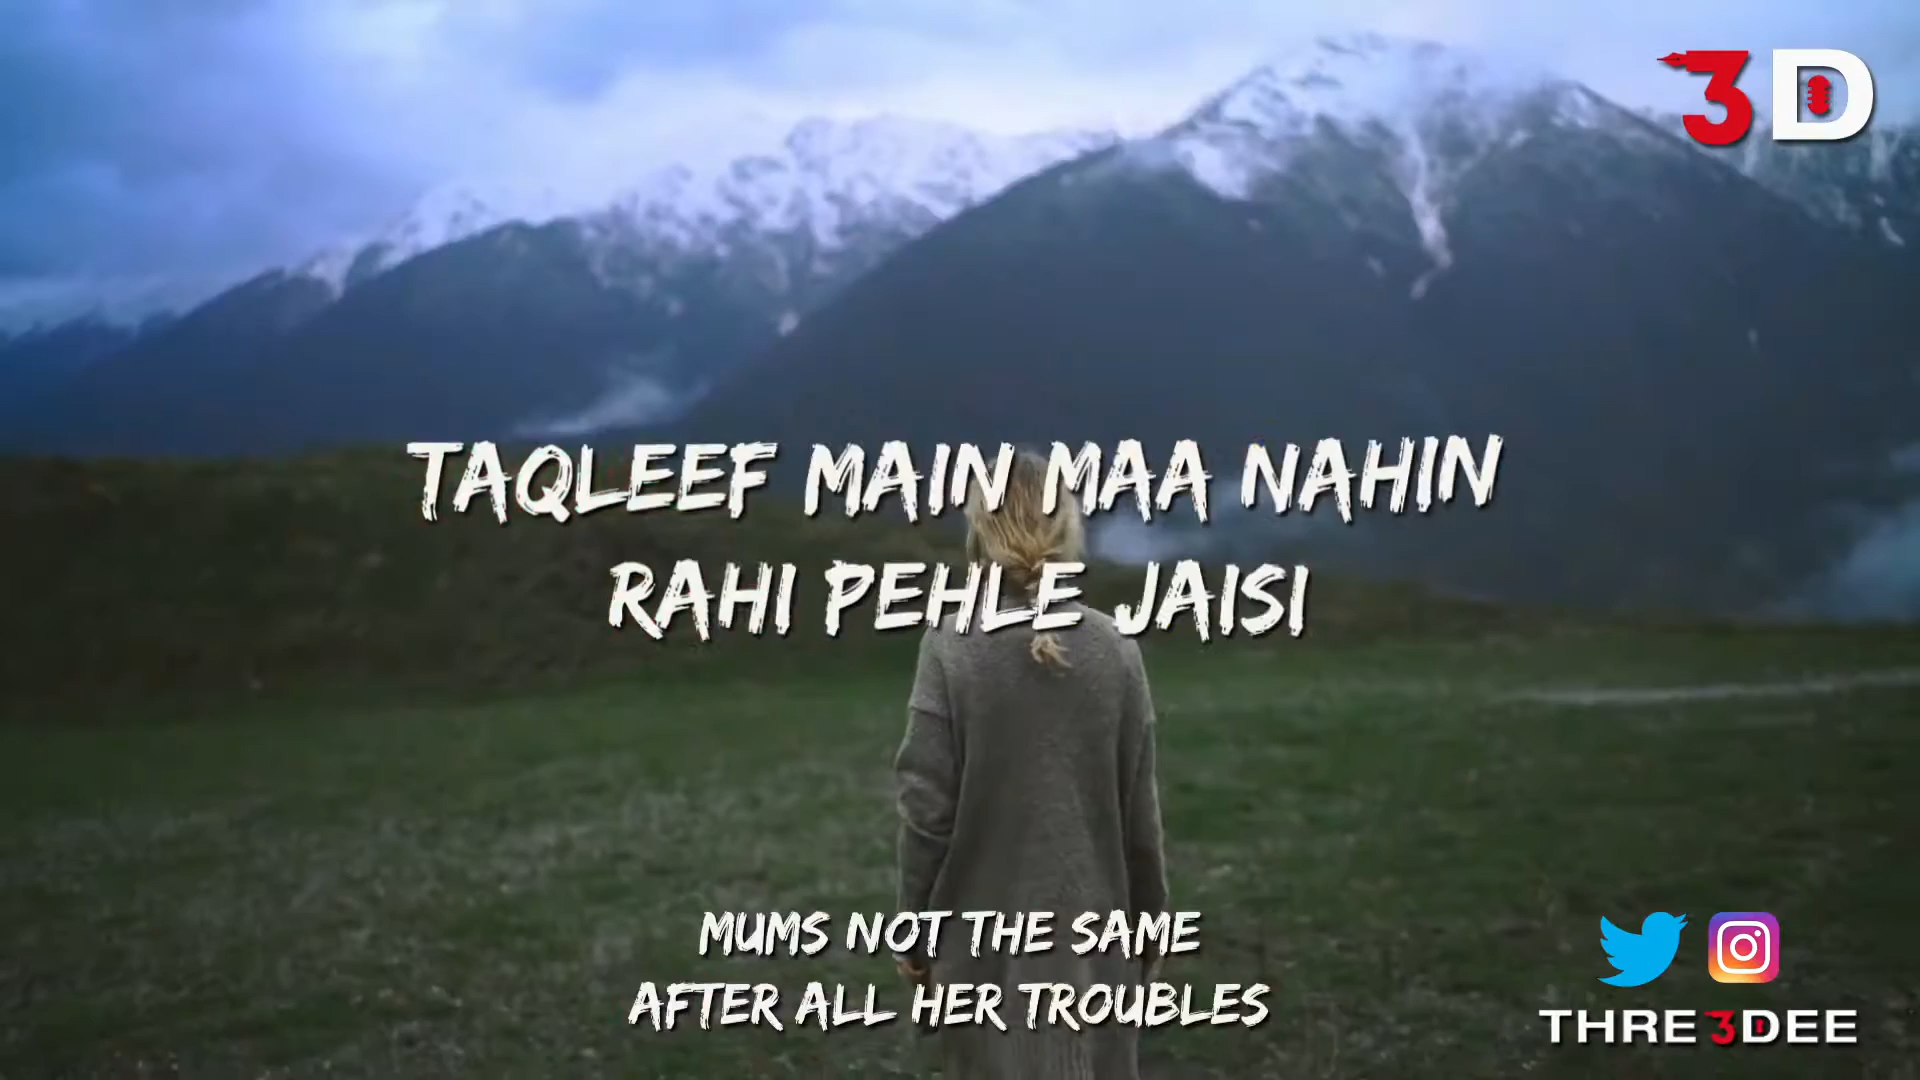 3D
TAQLEEF MAIN MAA NAHIN
RAHI PEHLE JAISI
MUMS NOT THE SAME
AFTER ALL HER TROUBLES
THRE3DEE